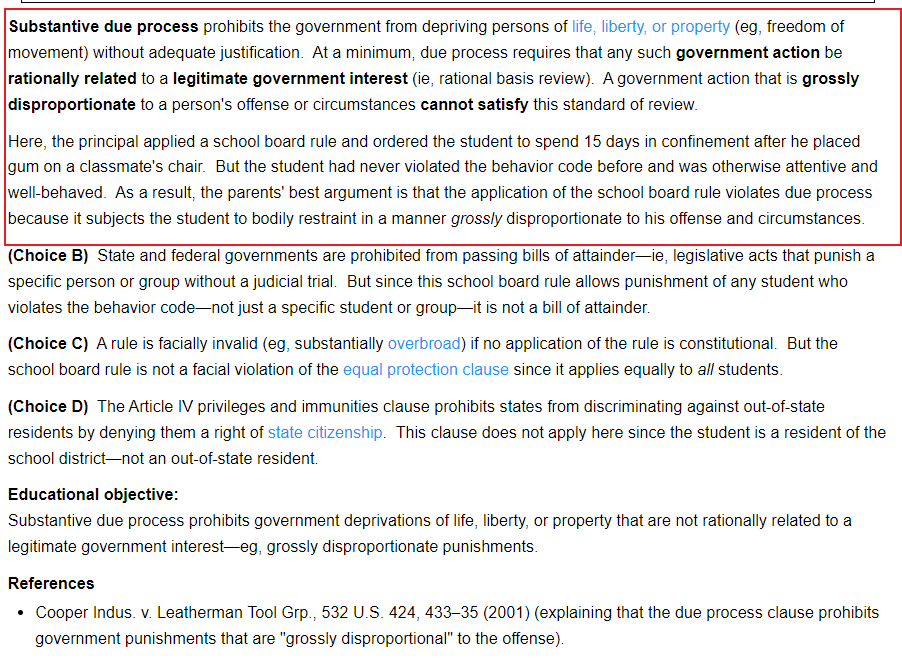 Substantive due process prohibits the government from depriving persons of life, liberty, or property (eg, freedom of
movement) without adequate justification. At a minimum, due process requires that any such government action be
rationally related to a legitimate government interest (ie, rational basis review). A government action that is grossly
disproportionate to a person's offense or circumstances cannot satisfy this standard of review.
Here, the principal applied a school board rule and ordered the student to spend 15 days in confinement after he placed
gum on a classmate's chair. But the student had never violated the behavior code before and was otherwise attentive and
well-behaved. As a result, the parents' best argument is that the application of the school board rule violates due process
because it subjects the student to bodily restraint in a manner grossly disproportionate to his offense and circumstances.
(Choice B) State and federal governments are prohibited from passing bills of attainder—ie, legislative acts that punish a
specific person or group without a judicial trial. But since this school board rule allows punishment of any student who
violates the behavior code—not just a specific student or group—it is not a bill of attainder.
(Choice C) A rule is facially invalid (eg, substantially overbroad) if no application of the rule is constitutional. But the
school board rule is not a facial violation of the equal protection clause since it applies equally to all students.
(Choice D) The Article IV privileges and immunities clause prohibits states from discriminating against out-of-state
residents by denying them a right of state citizenship. This clause does not apply here since the student is a resident of the
school district—not an out-of-state resident.
Educational objective:
Substantive due process prohibits government deprivations of life, liberty, or property that are not rationally related to a
legitimate government interest—eg, grossly disproportionate punishments.
References
• Cooper Indus. v. Leatherman Tool Grp., 532 U.S. 424, 433–35 (2001) (explaining that the due process clause prohibits
government punishments that are "grossly disproportional" to the offense).